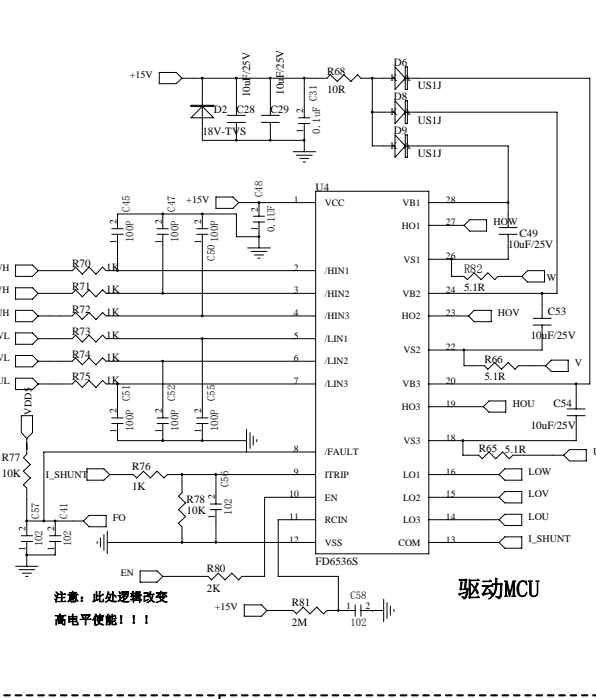 +15V
D2
18V-TVS
10uF/25V
C28
10uF/25V
C29
C31
0.1uF
R68
10R
D6
US1J
D8
US1J
D9
US1J
U4
+15V
C48
0.1UF
C45
100P
C47
100P
C50
100P
R70 1K
R71 1K
R72 1K
R73 1K
R74 1K
R75 1K
C51
100P
C52
100P
C55
100P
1 VCC
2 /HIN1
3 /HIN2
4 /HIN3
5 /LIN1
6 /LIN2
7 /LIN3
8 /FAULT
9 ITRIP
10 EN
11 RCIN
12 VSS
VB1 28
HO1 27 HOW
VS1 26
VB2 24
HO2 23 HOV
VS2 22
VB3 20
HO3 19 HOU
VS3 18
LO1 16 LOW
LO2 15 LOV
LO3 14 LOU
COM 13 I_SHUNT
C49
10uF/25V
R82
5.1R
W
C53
10uF/25V
R66
5.1R
V
C54
10uF/25V
R65 5.1R
FD6536S
R77
10K
I_SHUNT
R76
1K
R78
10K
102
C57
102
C41
102
FO
EN
R80
2K
+15V
R81
2M
C58
102
注意：此处逻辑改变
高电平使能！！！
驱动MCU